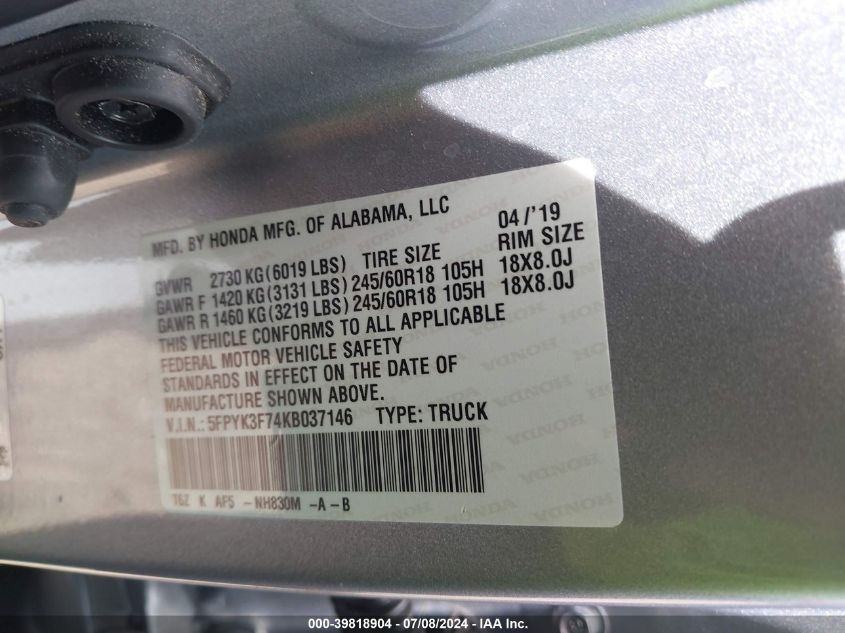 MFD. BY HONDA MFG. OF ALABAMA, LLC 04/'19
GVWR 2730 KG(6019 LBS) TIRE SIZE RIM SIZE
GAWR F 1420 KG(3131 LBS) 245/60R18 105H 18X8.0J
GAWR R 1460 KG(3219 LBS) 245/60R18 105H 18X8.0J
THIS VEHICLE CONFORMS TO ALL APPLICABLE
FEDERAL MOTOR VEHICLE SAFETY
STANDARDS IN EFFECT ON THE DATE OF
MANUFACTURE SHOWN ABOVE.
V.I.N.: 5FPYK3F74KB037146 TYPE: TRUCK
T6Z K AF5 -NH830M -A-B
000-39818904 - 07/08/2024 - IAA Inc.